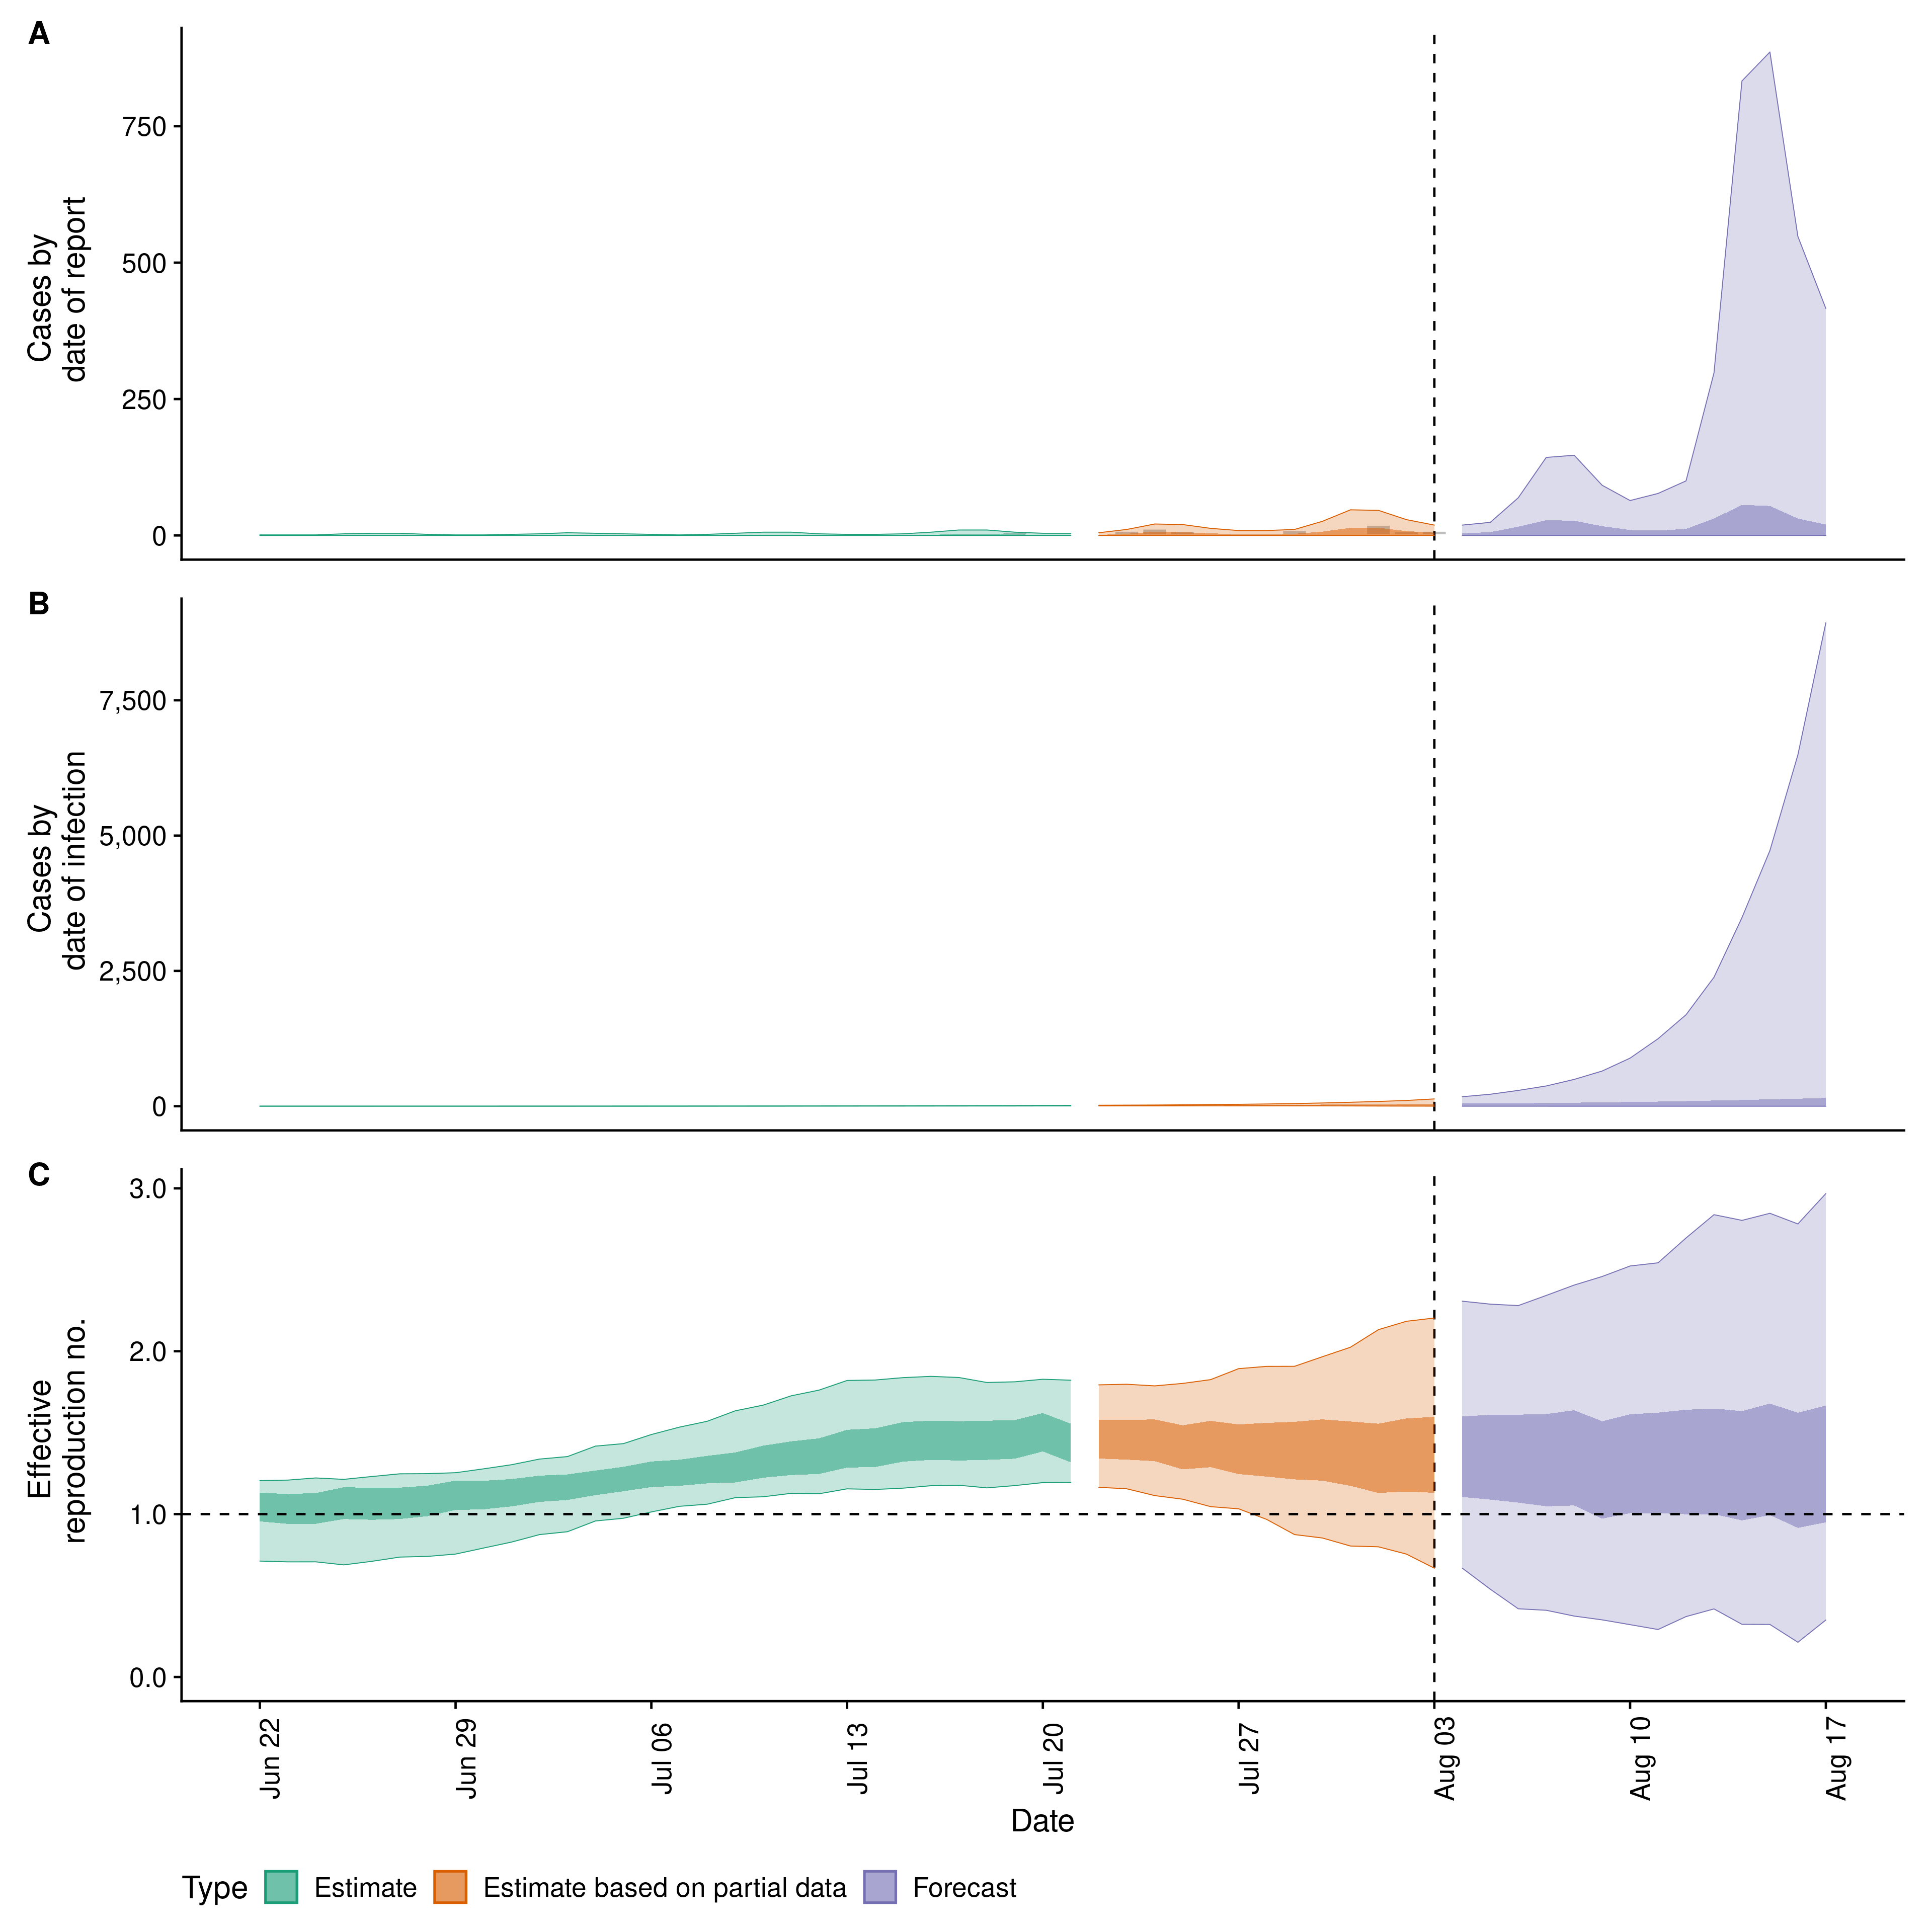 A
Cases by
date of report
750
500
250
0
B
Cases by
date of infection
7,500
5,000
2,500
0
C
Effective
reproduction no.
3.0
2.0
1.0
0.0
Jun 22
Jun 29
Jul 06
Jul 13
Jul 20
Jul 27
Aug 03
Aug 10
Aug 17
Date
Type Estimate Estimate based on partial data Forecast